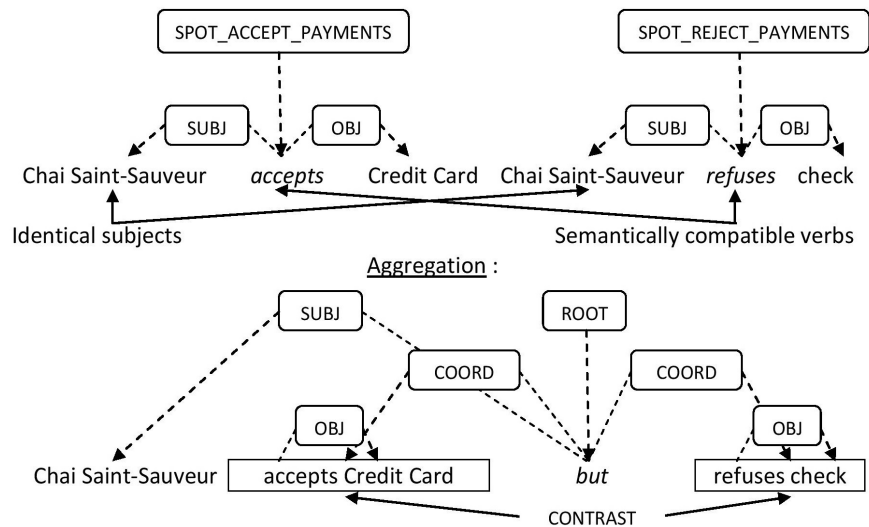 SPOT_ACCEPT_PAYMENTS SPOT_REJECT_PAYMENTS
SUBJ OBJ SUBJ OBJ
Chai Saint-Sauveur accepts Credit Card Chai Saint-Sauveur refuses check
Identical subjects Semantically compatible verbs
Aggregation :
SUBJ ROOT
COORD COORD
OBJ OBJ
Chai Saint-Sauveur accepts Credit Card but refuses check
CONTRAST